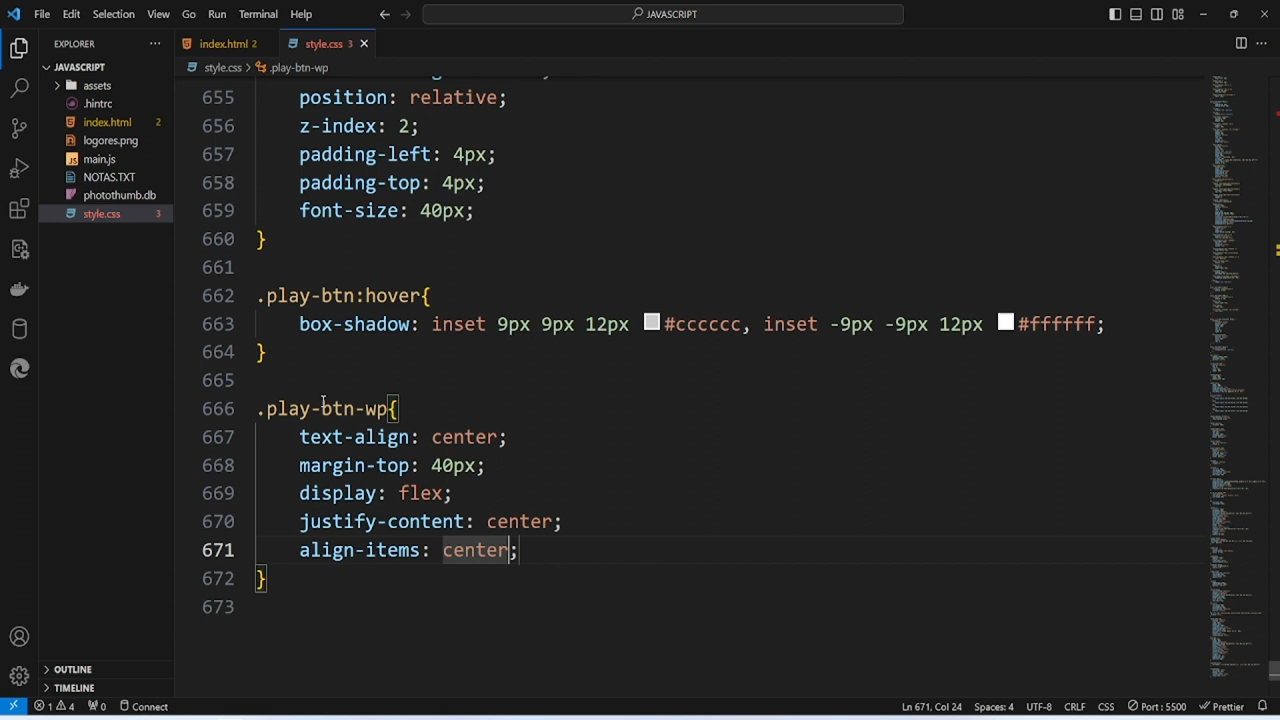 File Edit Selection View Go Run Terminal Help
JAVASCRIPT
EXPLORER
index.html 2
style.css 3
JAVASCRIPT
style.css > .play-btn-wp
assets
.hintrc
index.html 2
logores.png
main.js
NOTAS.TXT
photothumb.db
style.css 3
655 position: relative;
656 z-index: 2;
657 padding-left: 4px;
658 padding-top: 4px;
659 font-size: 40px;
660 }
661
662 .play-btn:hover{
663 box-shadow: inset 9px 9px 12px #cccccc, inset -9px -9px 12px #ffffff;
664 }
665
666 .play-btn-wp{
667 text-align: center;
668 margin-top: 40px;
669 display: flex;
670 justify-content: center;
671 align-items: center;
672 }
673
OUTLINE
TIMELINE
1 4 0 Connect Ln 671, Col 24 Spaces: 4 UTF-8 CRLF CSS Port : 5500 Prettier